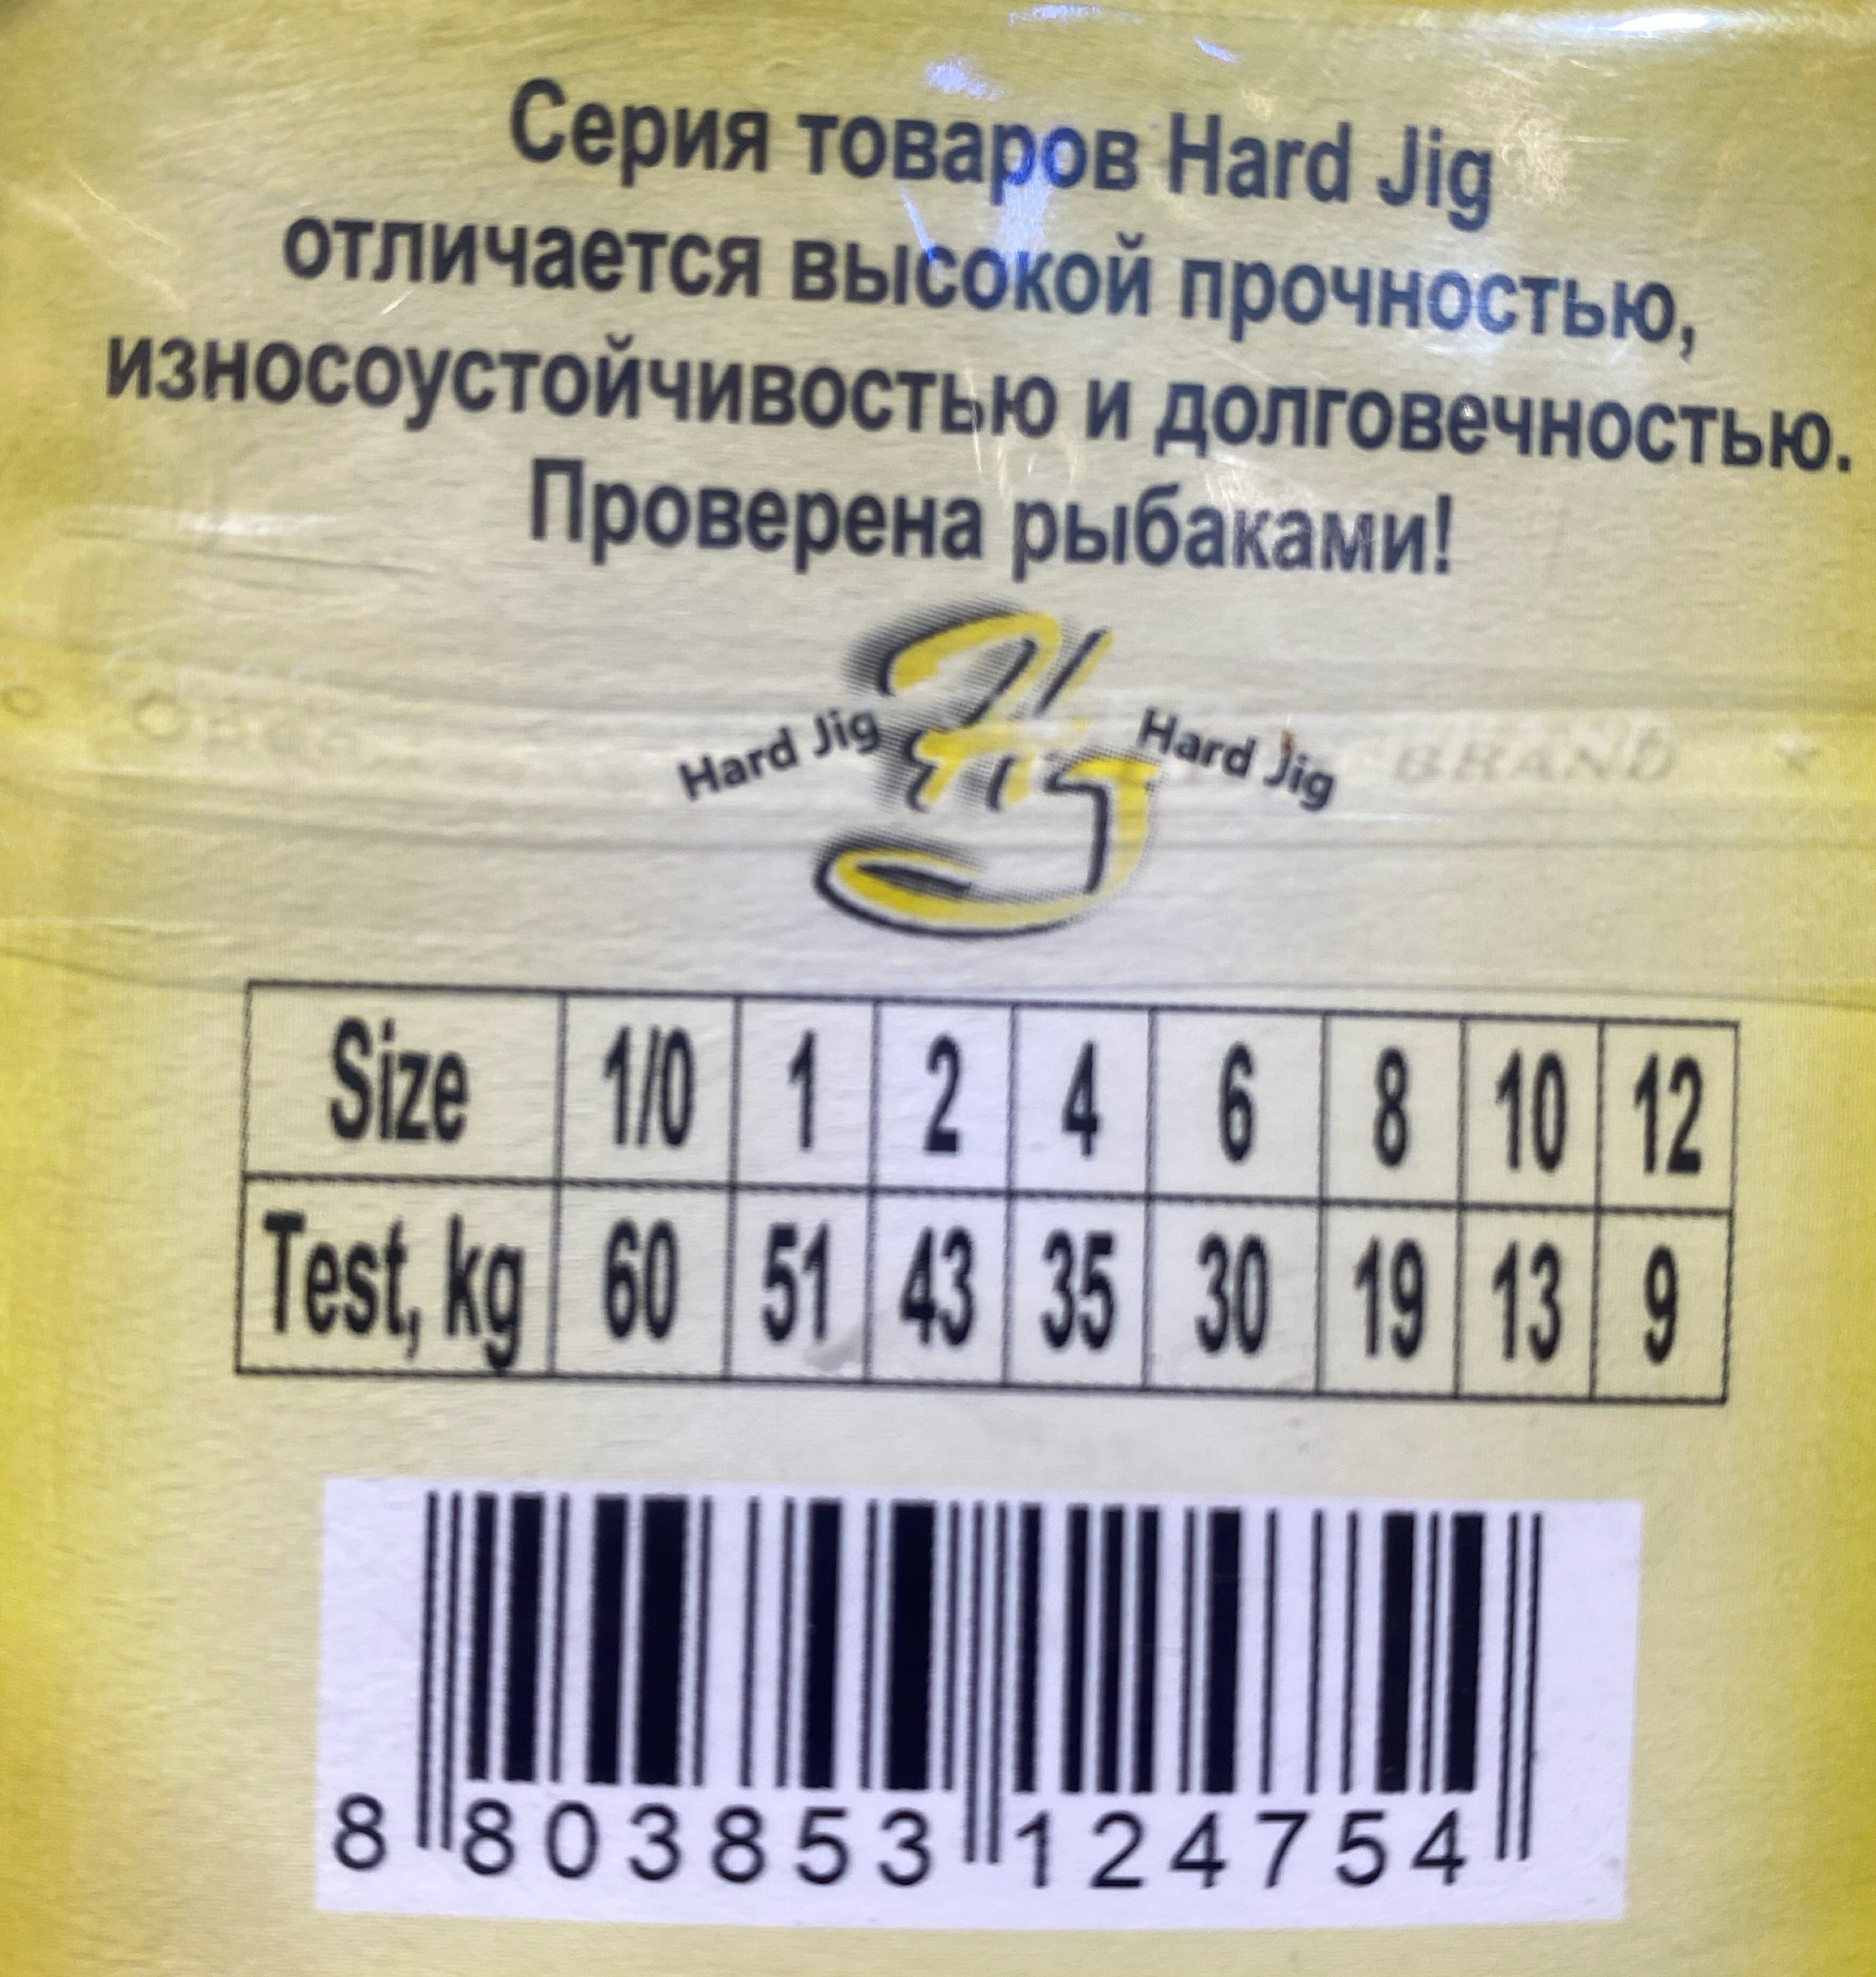 Серия товаров Hard Jig
отличается высокой прочностью,
износоустойчивостью и долговечностью.
Проверена рыбаками!
Hard Jig Hard Jig
BRAND
Size 1/0 1 2 4 6 8 10 12
Test, kg 60 51 43 35 30 19 13 9
8 803853 124754